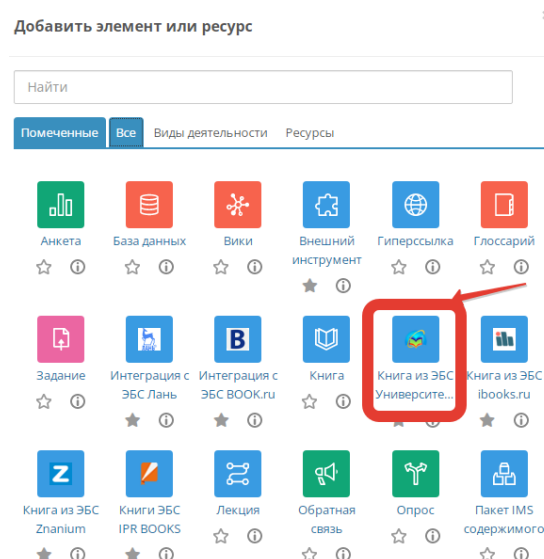 Добавить элемент или ресурс
Найти
Помеченные Все Виды деятельности Ресурсы
Анкета База данных Вики Внешний инструмент Гиперссылка Глоссарий
Задание Интеграция с ЭБС Лань Интеграция с ЭБС BOOK.ru Книга Книга из ЭБС Университе... Книга из ЭБС ibooks.ru
Книга из ЭБС Znanium Книги ЭБС IPR BOOKS Лекция Обратная связь Опрос Пакет IMS содержимого